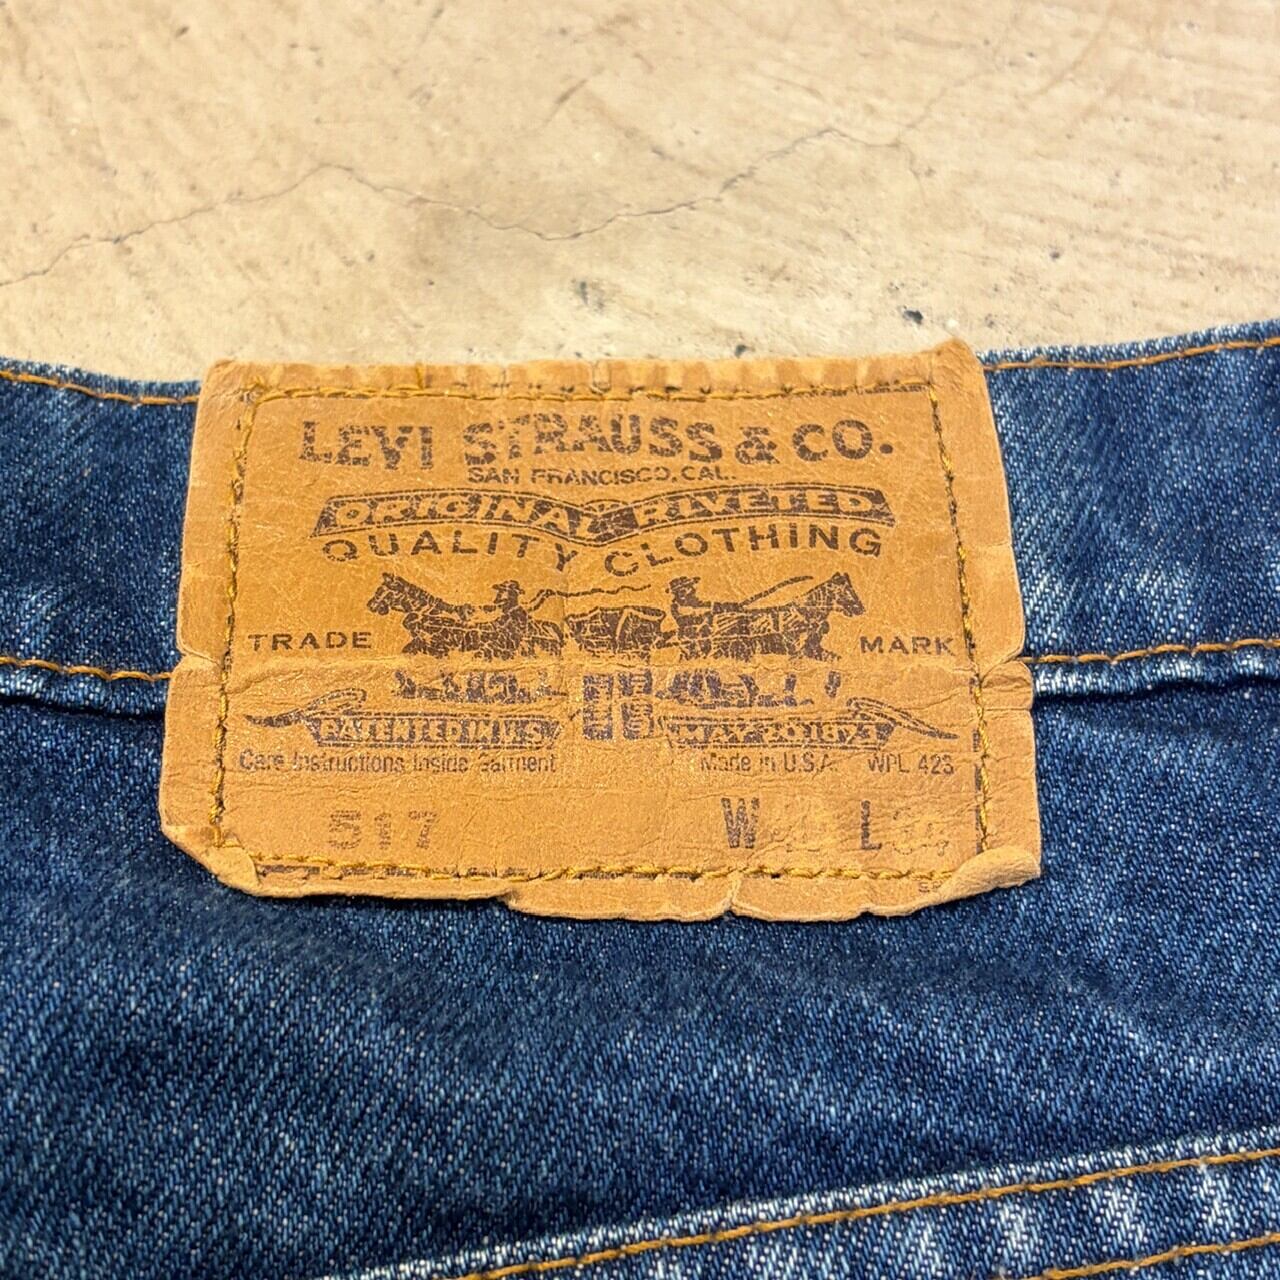 LEVI STRAUSS & CO.
SAN FRANCISCO, CAL.
ORIGINAL RIVETED
QUALITY CLOTHING
TRADE MARK
PATENTED IN U.S. MAY 20 1873
Care Instructions Inside Garment Made in U.S.A. WPL 423
517 W L34